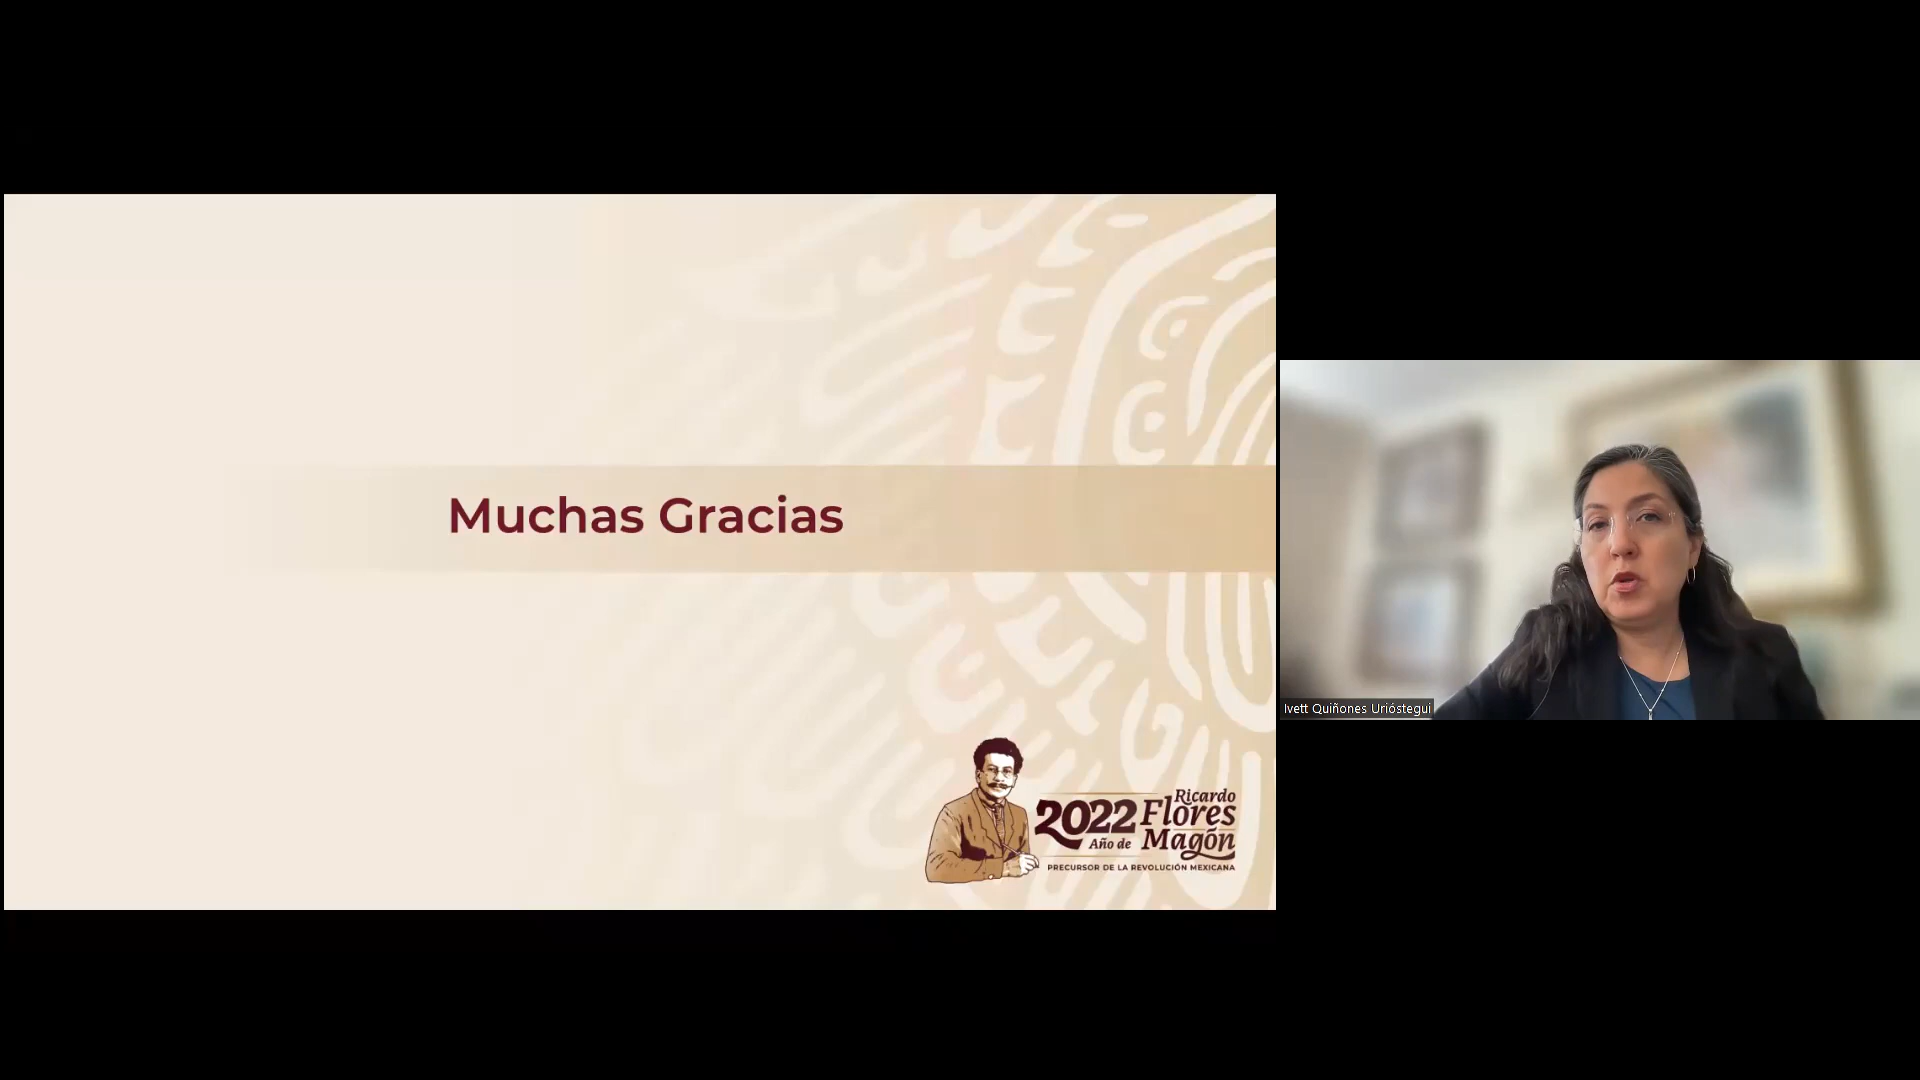 Muchas Gracias
2022
Año de
Ricardo
Flores
Magón
PRECURSOR DE LA REVOLUCIÓN MEXICANA
Ivett Quiñones Urióstegui